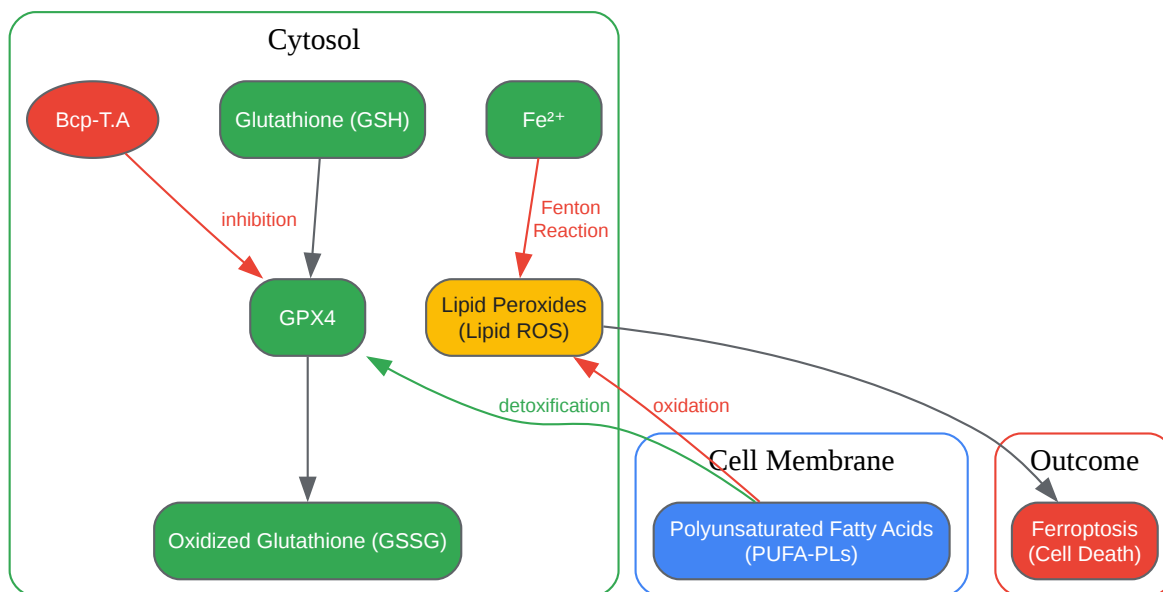 Cytosol
Bcp-T.A
Glutathione (GSH)
Fe²⁺
inhibition
Fenton
Reaction
GPX4
Lipid Peroxides
(Lipid ROS)
detoxification
oxidation
Cell Membrane
Outcome
Oxidized Glutathione (GSSG)
Polyunsaturated Fatty Acids
(PUFA-PLs)
Ferroptosis
(Cell Death)